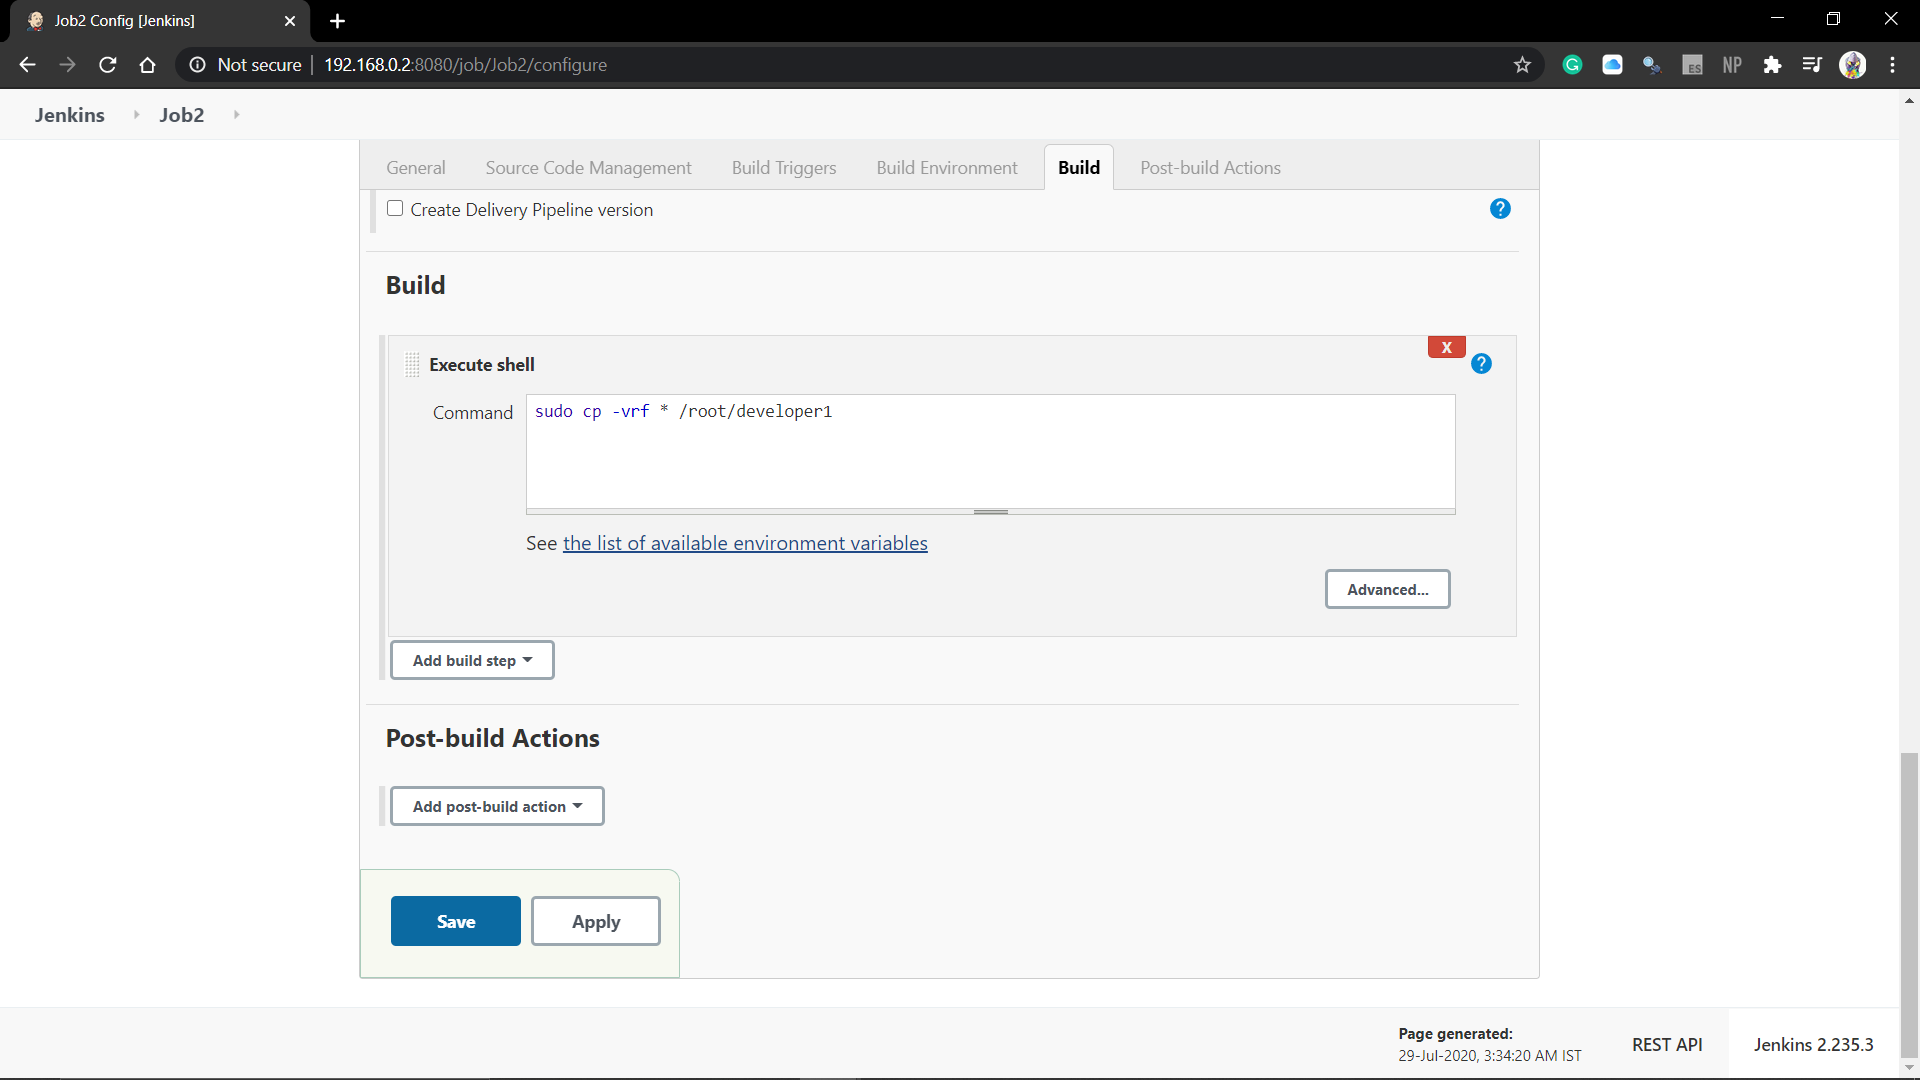 Job2 Config [Jenkins]
Not secure 192.168.0.2:8080/job/Job2/configure
ES
NP
Jenkins Job2
General Source Code Management Build Triggers Build Environment Build Post-build Actions
Create Delivery Pipeline version
?
Build
X
Execute shell
?
Command sudo cp -vrf * /root/developer1
See the list of available environment variables
Advanced...
Add build step
Post-build Actions
Add post-build action
Save Apply
Page generated:
29-Jul-2020, 3:34:20 AM IST
REST API
Jenkins 2.235.3